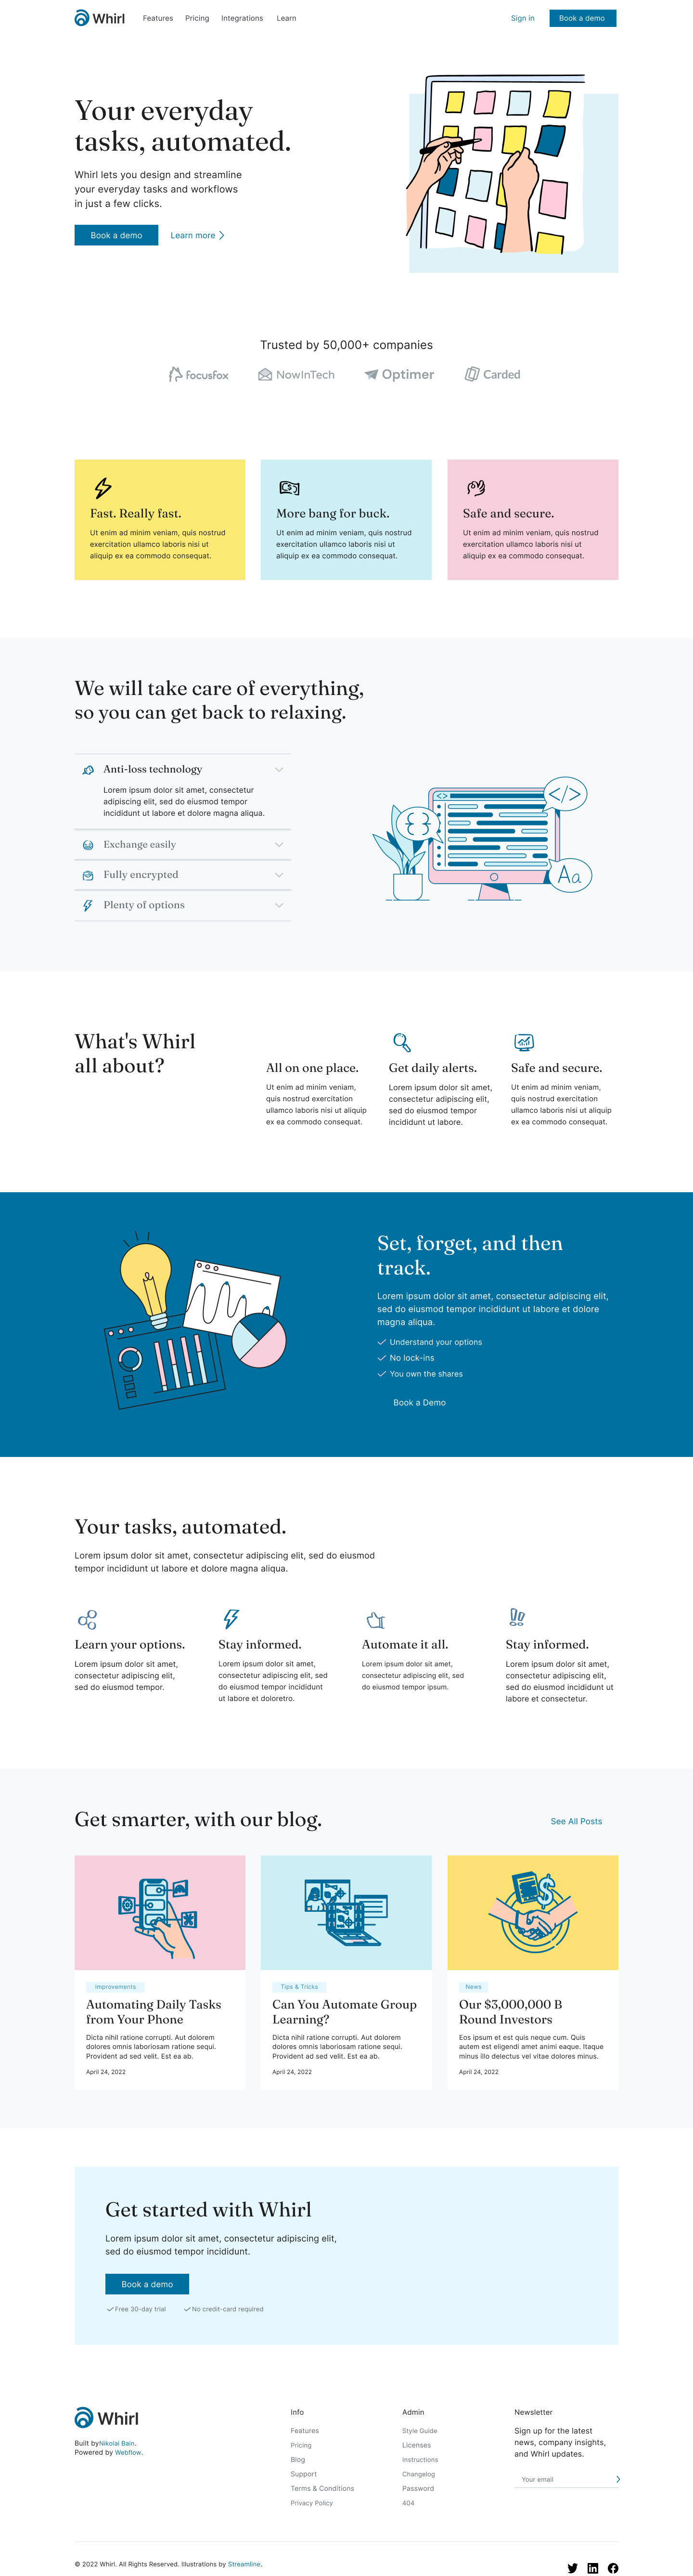 Whirl
Features
Pricing
Integrations
Learn
Sign in
Book a demo
Your everyday
tasks, automated.
Whirl lets you design and streamline
your everyday tasks and workflows
in just a few clicks.
Book a demo
Learn more
Trusted by 50,000+ companies
focusfox
NowInTech
Optimer
Carded
Fast. Really fast.
Ut enim ad minim veniam, quis nostrud
exercitation ullamco laboris nisi ut
aliquip ex ea commodo consequat.
More bang for buck.
Ut enim ad minim veniam, quis nostrud
exercitation ullamco laboris nisi ut
aliquip ex ea commodo consequat.
Safe and secure.
Ut enim ad minim veniam, quis nostrud
exercitation ullamco laboris nisi ut
aliquip ex ea commodo consequat.
We will take care of everything,
so you can get back to relaxing.
Anti-loss technology
Lorem ipsum dolor sit amet, consectetur
adipiscing elit, sed do eiusmod tempor
incididunt ut labore et dolore magna aliqua.
Exchange easily
Fully encrypted
Plenty of options
</>
{ }
Aa
What's Whirl
all about?
All on one place.
Ut enim ad minim veniam,
quis nostrud exercitation
ullamco laboris nisi ut aliquip
ex ea commodo consequat.
Get daily alerts.
Lorem ipsum dolor sit amet,
consectetur adipiscing elit,
sed do eiusmod tempor
incididunt ut labore.
Safe and secure.
Ut enim ad minim veniam,
quis nostrud exercitation
ullamco laboris nisi ut aliquip
ex ea commodo consequat.
Set, forget, and then
track.
Lorem ipsum dolor sit amet, consectetur adipiscing elit,
sed do eiusmod tempor incididunt ut labore et dolore
magna aliqua.
Understand your options
No lock-ins
You own the shares
Book a Demo
Your tasks, automated.
Lorem ipsum dolor sit amet, consectetur adipiscing elit, sed do eiusmod
tempor incididunt ut labore et dolore magna aliqua.
Learn your options.
Lorem ipsum dolor sit amet,
consectetur adipiscing elit,
sed do eiusmod tempor.
Stay informed.
Lorem ipsum dolor sit amet,
consectetur adipiscing elit, sed
do eiusmod tempor incididunt
ut labore et doloretro.
Automate it all.
Lorem ipsum dolor sit amet,
consectetur adipiscing elit, sed
do eiusmod tempor ipsum.
Stay informed.
Lorem ipsum dolor sit amet,
consectetur adipiscing elit,
sed do eiusmod incididunt ut
labore et consectetur.
Get smarter, with our blog.
See All Posts
Improvements
Automating Daily Tasks
from Your Phone
Dicta nihil ratione corrupti. Aut dolorem
dolores omnis laboriosam ratione sequi.
Provident ad sed velit. Est ea ab.
April 24, 2022
Tips & Tricks
Can You Automate Group
Learning?
Dicta nihil ratione corrupti. Aut dolorem
dolores omnis laboriosam ratione sequi.
Provident ad sed velit. Est ea ab.
April 24, 2022
News
Our $3,000,000 B
Round Investors
Eos ipsum et est quis neque cum. Quis
autem est eligendi amet animi eaque. Itaque
minus illo delectus vel vitae dolores minus.
April 24, 2022
Get started with Whirl
Lorem ipsum dolor sit amet, consectetur adipiscing elit,
sed do eiusmod tempor incididunt.
Book a demo
Free 30-day trial
No credit-card required
Whirl
Built byNikolai Bain.
Powered by Webflow.
Info
Features
Pricing
Blog
Support
Terms & Conditions
Privacy Policy
Admin
Style Guide
Licenses
Instructions
Changelog
Password
404
Newsletter
Sign up for the latest
news, company insights,
and Whirl updates.
Your email
© 2022 Whirl. All Rights Reserved. Illustrations by Streamline.